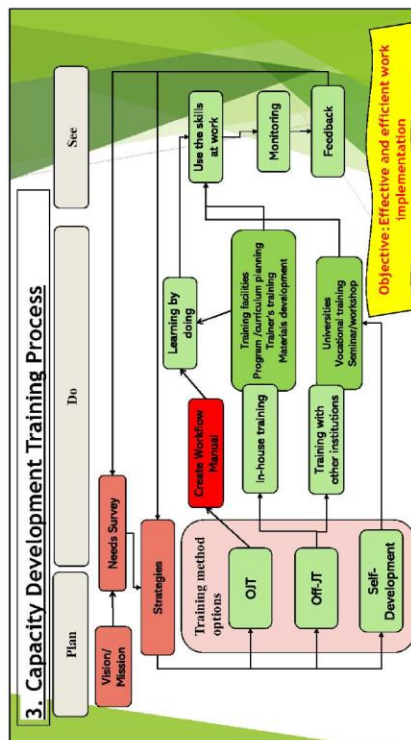 3. Capacity Development Training Process
Plan
Do
See
Vision/
Mission
Needs Survey
Strategies
Training method
options
OJT
Off-JT
Self-
Development
Create Workflow
Manual
In-house training
Training with
other institutions
Learning by
doing
Training facilities
Program /curriculum planning
Trainer's training
Materials development
Universities
Vocational training
Seminar/workshop
Use the skills
at work
Monitoring
Feedback
Objective: Effective and efficient work
implementation